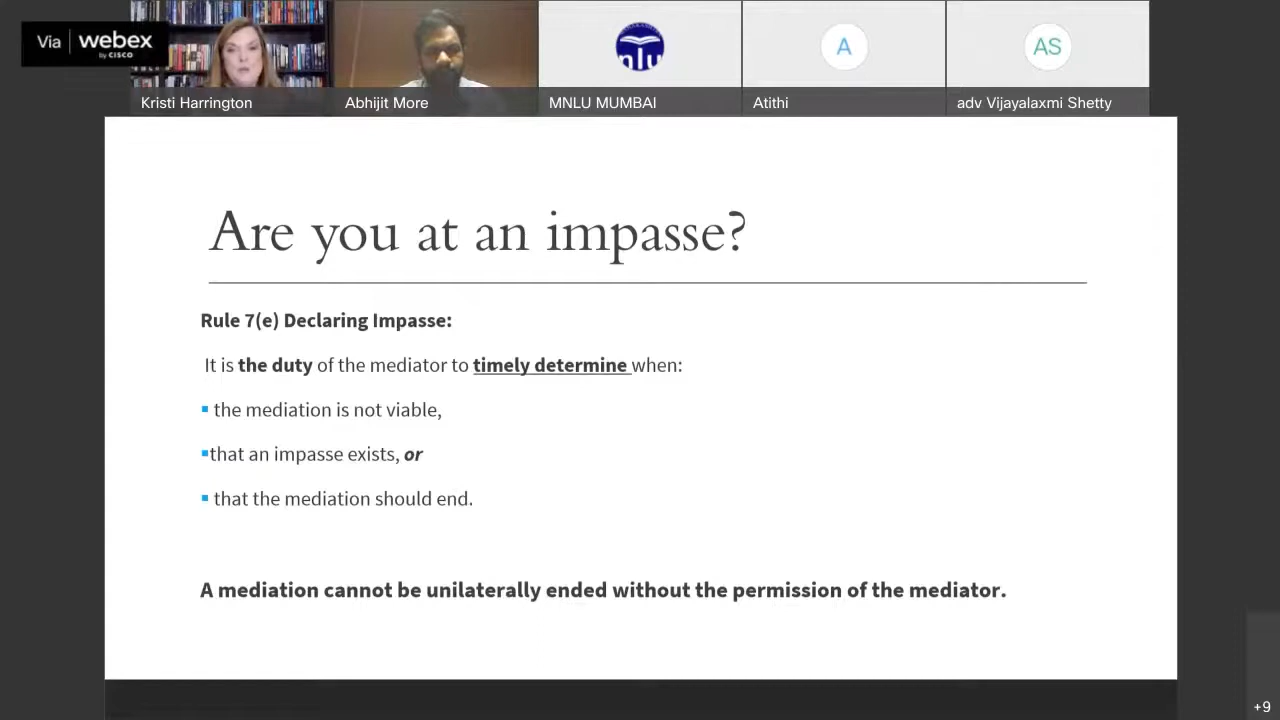 Via webex
by CISCO
nlu
A
AS
Kristi Harrington
Abhijit More
MNLU MUMBAI
Atithi
adv Vijayalaxmi Shetty
Are you at an impasse?
Rule 7(e) Declaring Impasse:
It is the duty of the mediator to timely determine when:
▪ the mediation is not viable,
▪that an impasse exists, or
▪ that the mediation should end.
A mediation cannot be unilaterally ended without the permission of the mediator.
+9